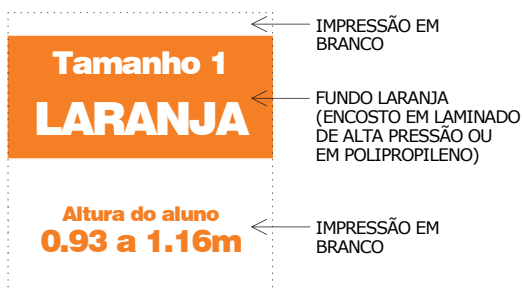 IMPRESSÃO EM
BRANCO
Tamanho 1
LARANJA
FUNDO LARANJA
(ENCOSTO EM LAMINADO
DE ALTA PRESSÃO OU
EM POLIPROPILENO)
Altura do aluno
0.93 a 1.16m
IMPRESSÃO EM
BRANCO